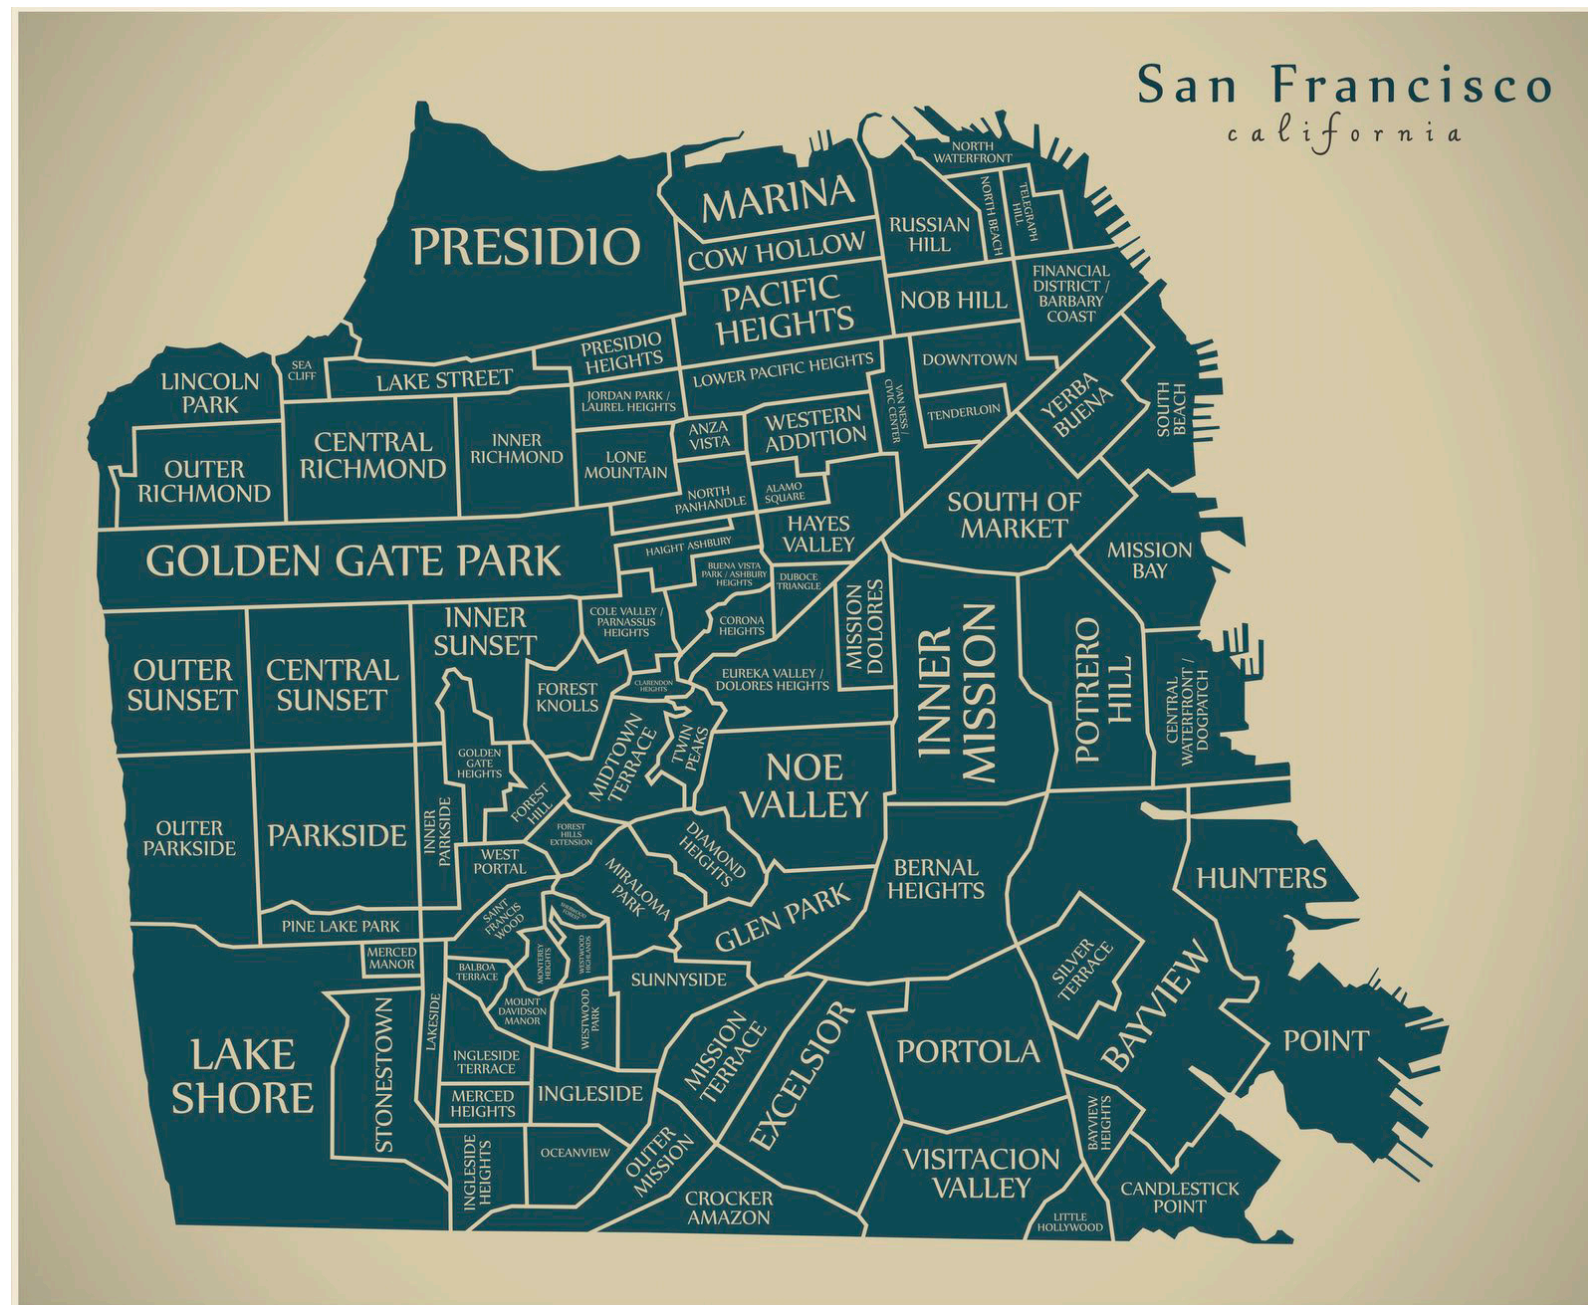 San Francisco
california
NORTH
WATERFRONT
MARINA
RUSSIAN
HILL
NORTH BEACH
TELEGRAPH
HILL
PRESIDIO
COW HOLLOW
PACIFIC
HEIGHTS
NOB HILL
FINANCIAL
DISTRICT /
BARBARY
COAST
PRESIDIO
HEIGHTS
SEA
CLIFF
LINCOLN
PARK
LAKE STREET
LOWER PACIFIC HEIGHTS
DOWNTOWN
JORDAN PARK /
LAUREL HEIGHTS
VAN NESS /
CIVIC CENTER
TENDERLOIN
YERBA
BUENA
SOUTH
BEACH
ANZA
VISTA
WESTERN
ADDITION
CENTRAL
RICHMOND
INNER
RICHMOND
LONE
MOUNTAIN
OUTER
RICHMOND
NORTH
PANHANDLE
ALAMO
SQUARE
SOUTH OF
MARKET
HAYES
VALLEY
GOLDEN GATE PARK
HAIGHT ASHBURY
MISSION
BAY
BUENA VISTA
PARK / ASHBURY
HEIGHTS
DUBOCE
TRIANGLE
COLE VALLEY /
PARNASSUS
HEIGHTS
CORONA
HEIGHTS
MISSION
DOLORES
INNER
SUNSET
OUTER
SUNSET
CENTRAL
SUNSET
FOREST
KNOLLS
CLARENDON
HEIGHTS
EUREKA VALLEY /
DOLORES HEIGHTS
INNER
MISSION
POTRERO
HILL
CENTRAL
WATERFRONT /
DOGPATCH
GOLDEN
GATE
HEIGHTS
MIDTOWN
TERRACE
TWIN
PEAKS
NOE
VALLEY
FOREST
HILL
OUTER
PARKSIDE
PARKSIDE
INNER
PARKSIDE
FOREST
HILLS
EXTENSION
WEST
PORTAL
DIAMOND
HEIGHTS
MIRALOMA
PARK
BERNAL
HEIGHTS
HUNTERS
PINE LAKE PARK
SAINT
FRANCIS
WOOD
SHERWOOD
FOREST
GLEN PARK
MERCED
MANOR
BALBOA
TERRACE
MONTEREY
HEIGHTS
WESTWOOD
HIGHLANDS
SUNNYSIDE
SILVER
TERRACE
BAYVIEW
LAKE
SHORE
STONESTOWN
LAKESIDE
MOUNT
DAVIDSON
MANOR
WESTWOOD
PARK
MISSION
TERRACE
EXCELSIOR
PORTOLA
POINT
INGLESIDE
TERRACE
MERCED
HEIGHTS
INGLESIDE
BAYVIEW
HEIGHTS
INGLESIDE
HEIGHTS
OCEANVIEW
OUTER
MISSION
VISITACION
VALLEY
CROCKER
AMAZON
CANDLESTICK
POINT
LITTLE
HOLLYWOOD